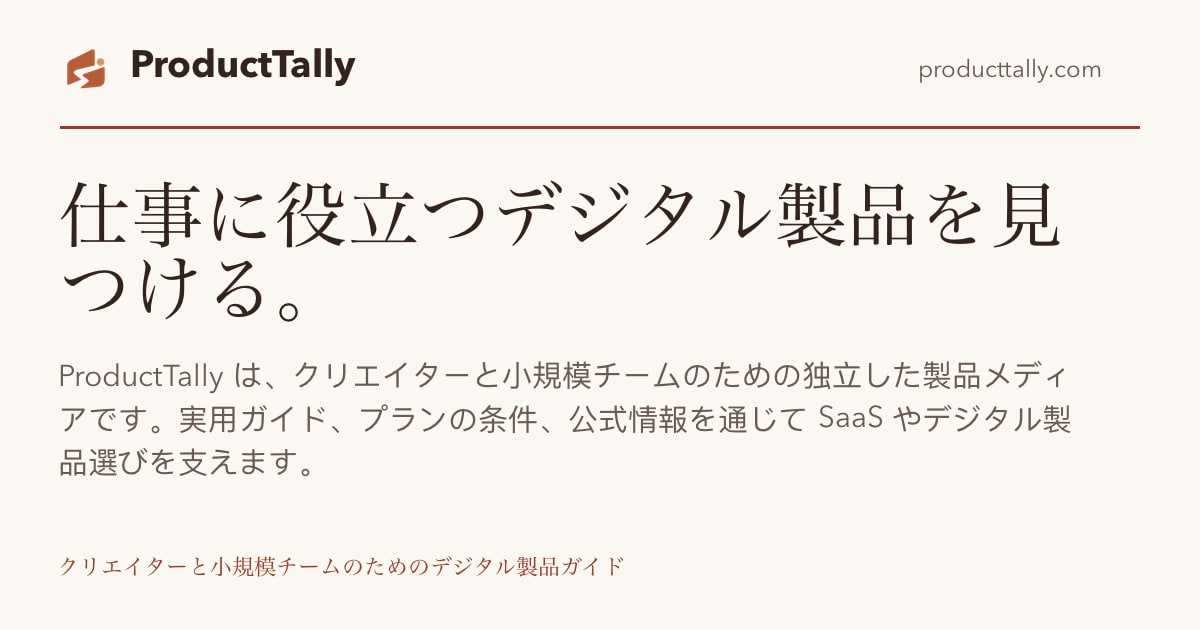 ProductTally
producttally.com
仕事に役立つデジタル製品を見
つける。
ProductTally は、クリエイターと小規模チームのための独立した製品メディ
アです。実用ガイド、プランの条件、公式情報を通じて SaaS やデジタル製
品選びを支えます。
クリエイターと小規模チームのためのデジタル製品ガイド